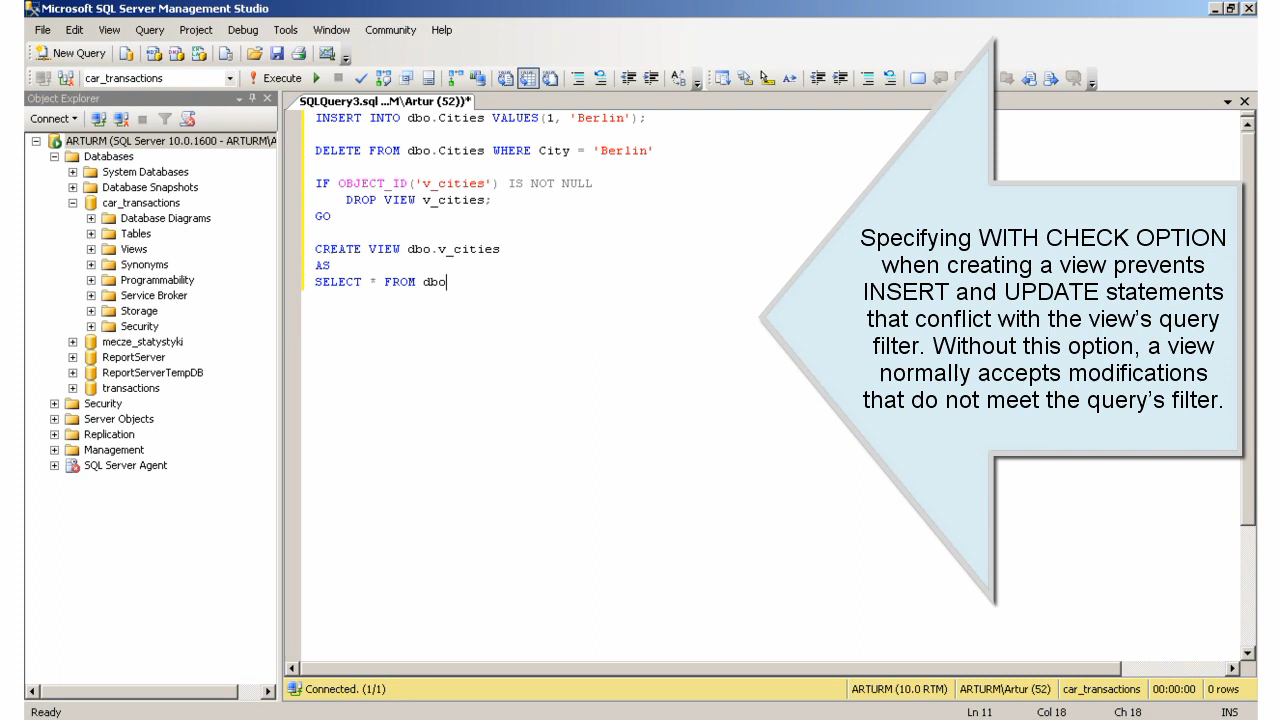 Microsoft SQL Server Management Studio
File Edit View Query Project Debug Tools Window Community Help
New Query
car_transactions Execute
Object Explorer
SQLQuery3.sql ...M\Artur (52))*
Connect
ARTURM (SQL Server 10.0.1600 - ARTURM\A
Databases
System Databases
Database Snapshots
car_transactions
Database Diagrams
Tables
Views
Synonyms
Programmability
Service Broker
Storage
Security
mecze_statystyki
ReportServer
ReportServerTempDB
transactions
Security
Server Objects
Replication
Management
SQL Server Agent
INSERT INTO dbo.Cities VALUES(1, 'Berlin');
DELETE FROM dbo.Cities WHERE City = 'Berlin'
IF OBJECT_ID('v_cities') IS NOT NULL
DROP VIEW v_cities;
GO
CREATE VIEW dbo.v_cities
AS
SELECT * FROM dbo
Specifying WITH CHECK OPTION
when creating a view prevents
INSERT and UPDATE statements
that conflict with the view's query
filter. Without this option, a view
normally accepts modifications
that do not meet the query's filter.
Connected. (1/1) ARTURM (10.0 RTM) ARTURM\Artur (52) car_transactions 00:00:00 0 rows
Ready Ln 11 Col 18 Ch 18 INS